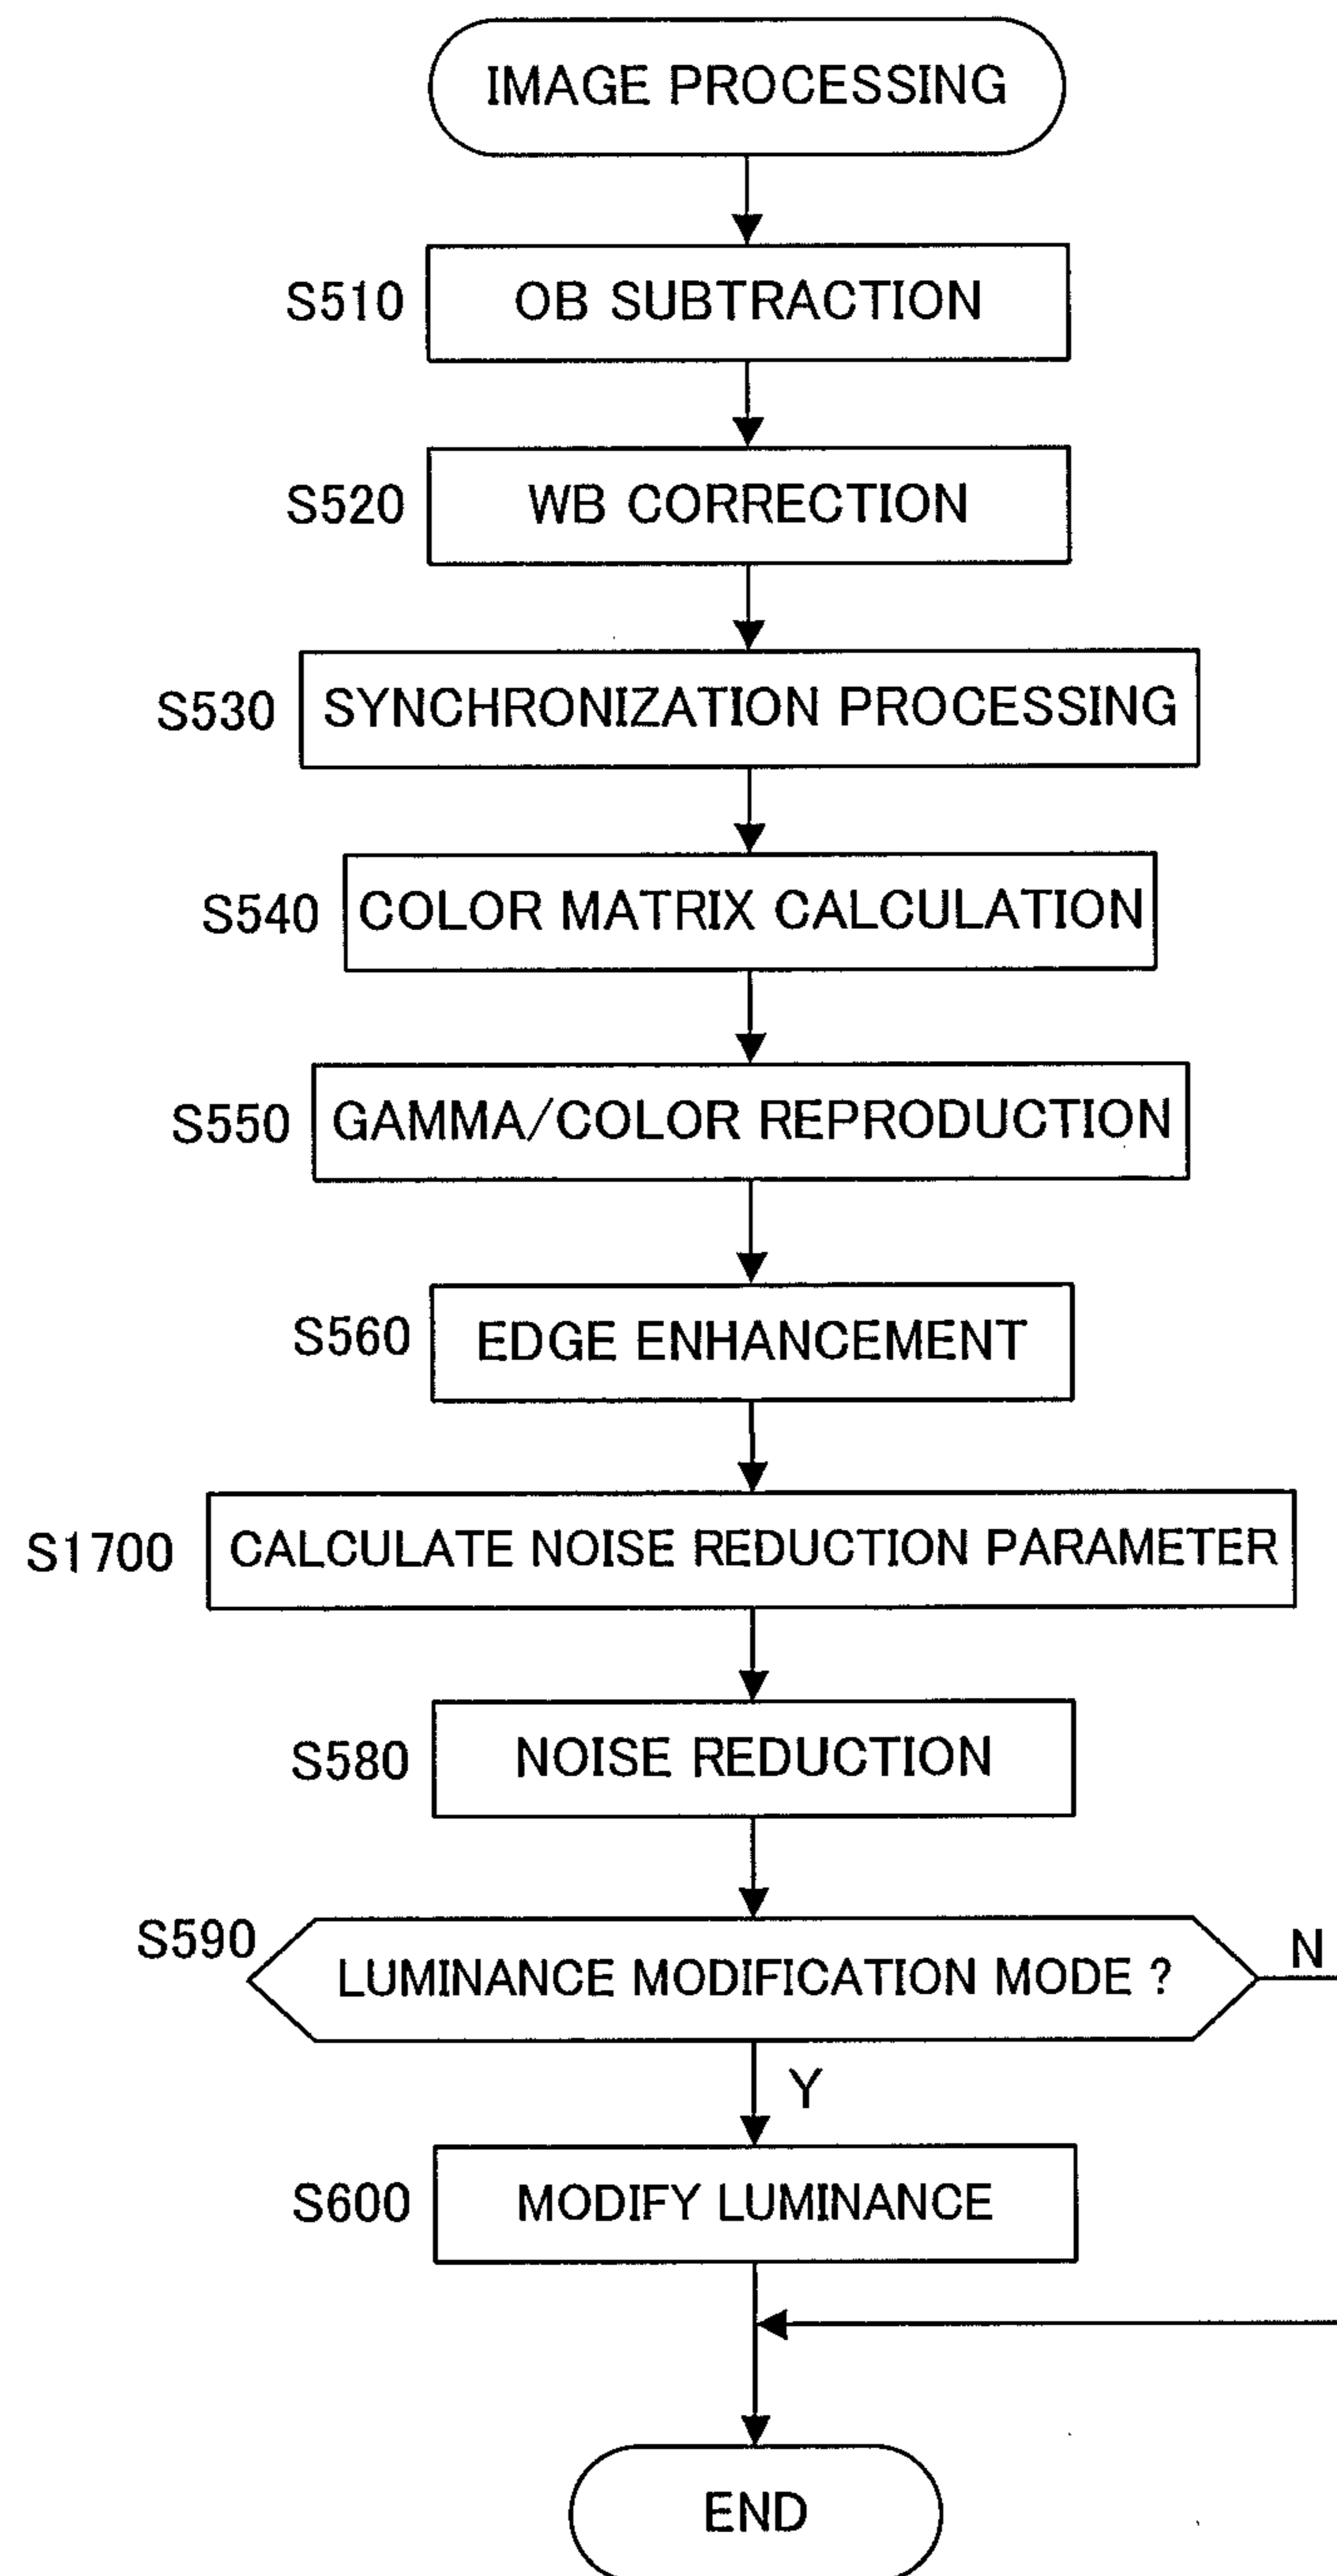 IMAGE PROCESSING
S510 OB SUBTRACTION
S520 WB CORRECTION
S530 SYNCHRONIZATION PROCESSING
S540 COLOR MATRIX CALCULATION
S550 GAMMA/COLOR REPRODUCTION
S560 EDGE ENHANCEMENT
S1700 CALCULATE NOISE REDUCTION PARAMETER
S580 NOISE REDUCTION
S590 LUMINANCE MODIFICATION MODE ? N
Y
S600 MODIFY LUMINANCE
END